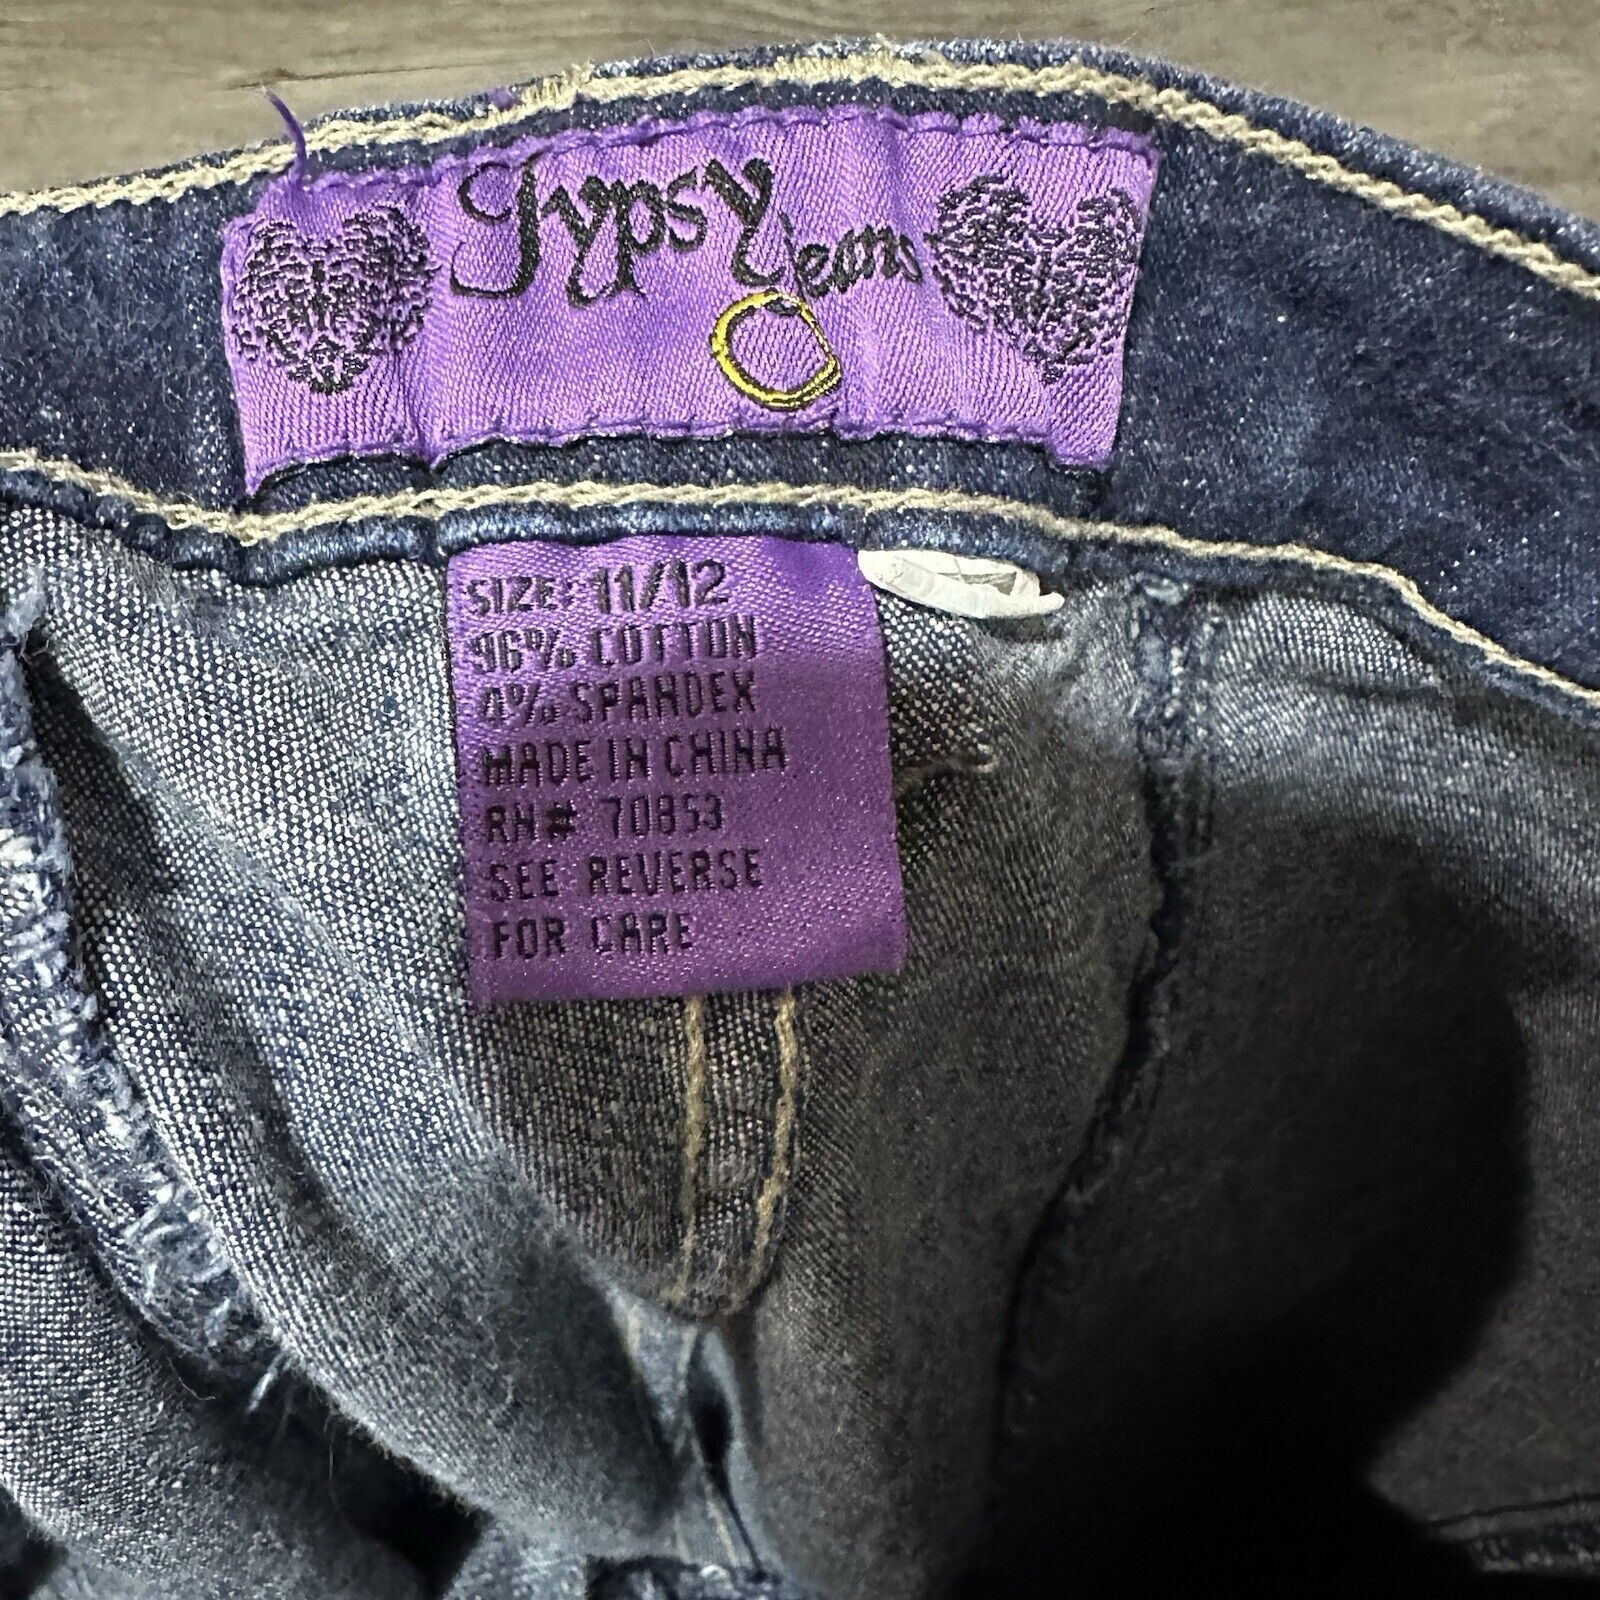 Gypsy
jeans
SIZE: 11/12
96% COTTON
4% SPANDEX
MADE IN CHINA
RN# 70853
SEE REVERSE
FOR CARE